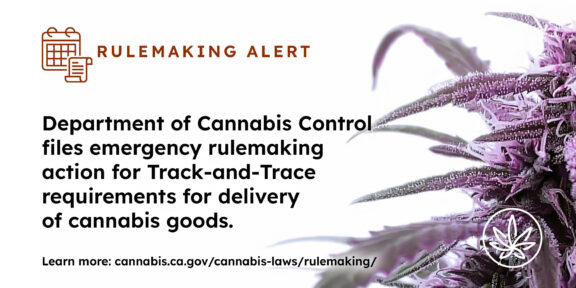 RULEMAKING ALERT
Department of Cannabis Control
files emergency rulemaking
action for Track-and-Trace
requirements for delivery
of cannabis goods.
Learn more: cannabis.ca.gov/cannabis-laws/rulemaking/